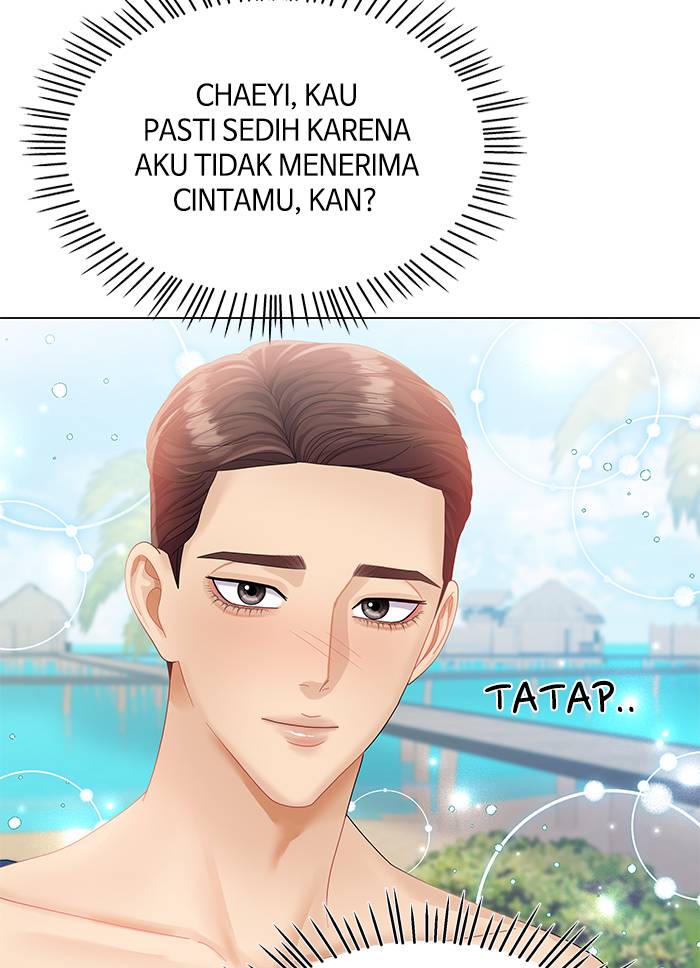 CHAEYI, KAU
PASTI SEDIH KARENA
AKU TIDAK MENERIMA
CINTAMU, KAN?
TATAP..